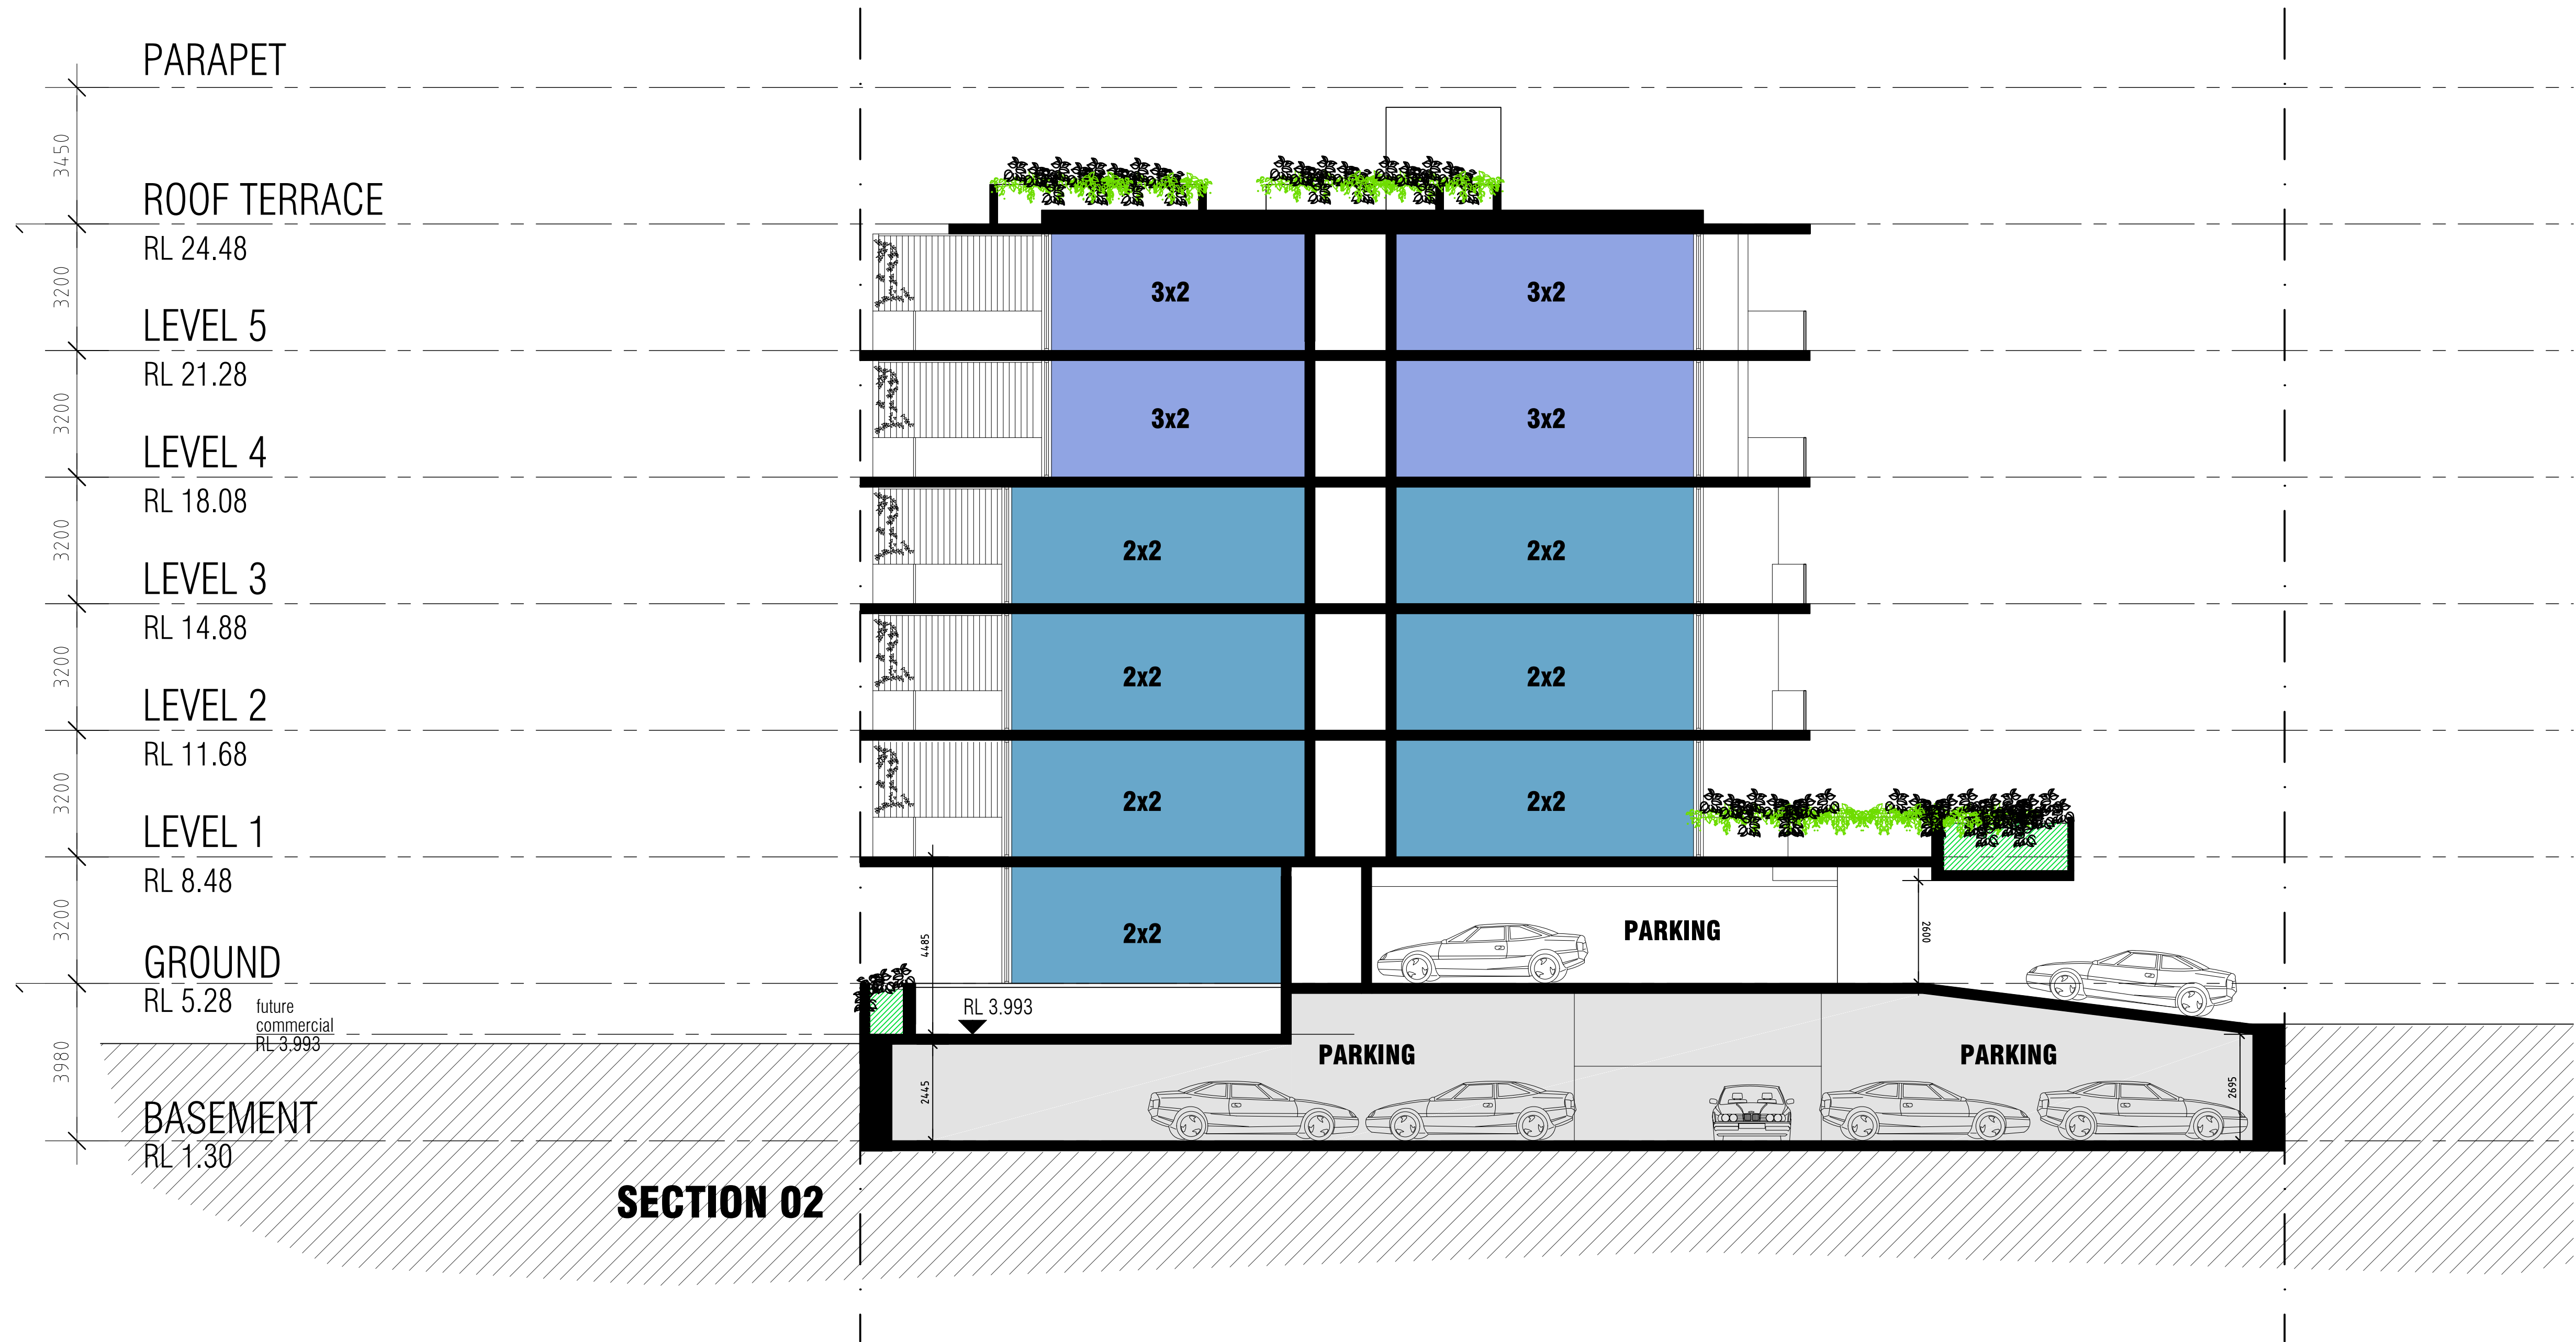 PARAPET
3450
ROOF TERRACE
RL 24.48
3200
3x2 3x2
LEVEL 5
RL 21.28
3200
3x2 3x2
LEVEL 4
RL 18.08
3200
2x2 2x2
LEVEL 3
RL 14.88
3200
2x2 2x2
LEVEL 2
RL 11.68
3200
2x2 2x2
LEVEL 1
RL 8.48
3200
4485
2x2
PARKING
2600
GROUND
RL 5.28
future
commercial
RL 3.993
RL 3.993
3980
2445
PARKING PARKING
2695
BASEMENT
RL 1.30
SECTION 02